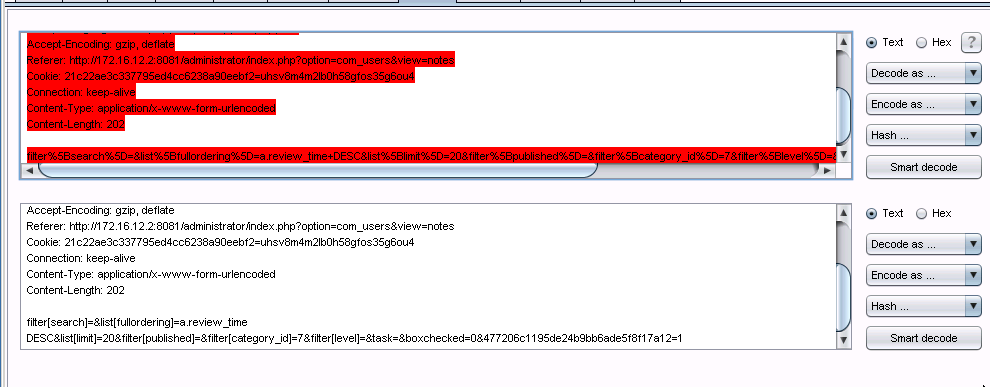 Accept-Encoding: gzip, deflate
Referer: http://172.16.12.2:8081/administrator/index.php?option=com_users&view=notes
Cookie: 21c22ae3c337795ed4cc6238a90eebf2=uhsv8m4m2lb0h58gfos35g6ou4
Connection: keep-alive
Content-Type: application/x-www-form-urlencoded
Content-Length: 202
filter%5Bsearch%5D=&list%5Bfullordering%5D=a.review_time+DESC&list%5Blimit%5D=20&filter%5Bpublished%5D=&filter%5Bcategory_id%5D=7&filter%5Blevel%5D=&
Text Hex ?
Decode as ...
Encode as ...
Hash ...
Smart decode
Accept-Encoding: gzip, deflate
Referer: http://172.16.12.2:8081/administrator/index.php?option=com_users&view=notes
Cookie: 21c22ae3c337795ed4cc6238a90eebf2=uhsv8m4m2lb0h58gfos35g6ou4
Connection: keep-alive
Content-Type: application/x-www-form-urlencoded
Content-Length: 202
filter[search]=&list[fullordering]=a.review_time
DESC&list[limit]=20&filter[published]=&filter[category_id]=7&filter[level]=&task=&boxchecked=0&477206c1195de24b9bb6ade5f8f17a12=1
Text Hex
Decode as ...
Encode as ...
Hash ...
Smart decode